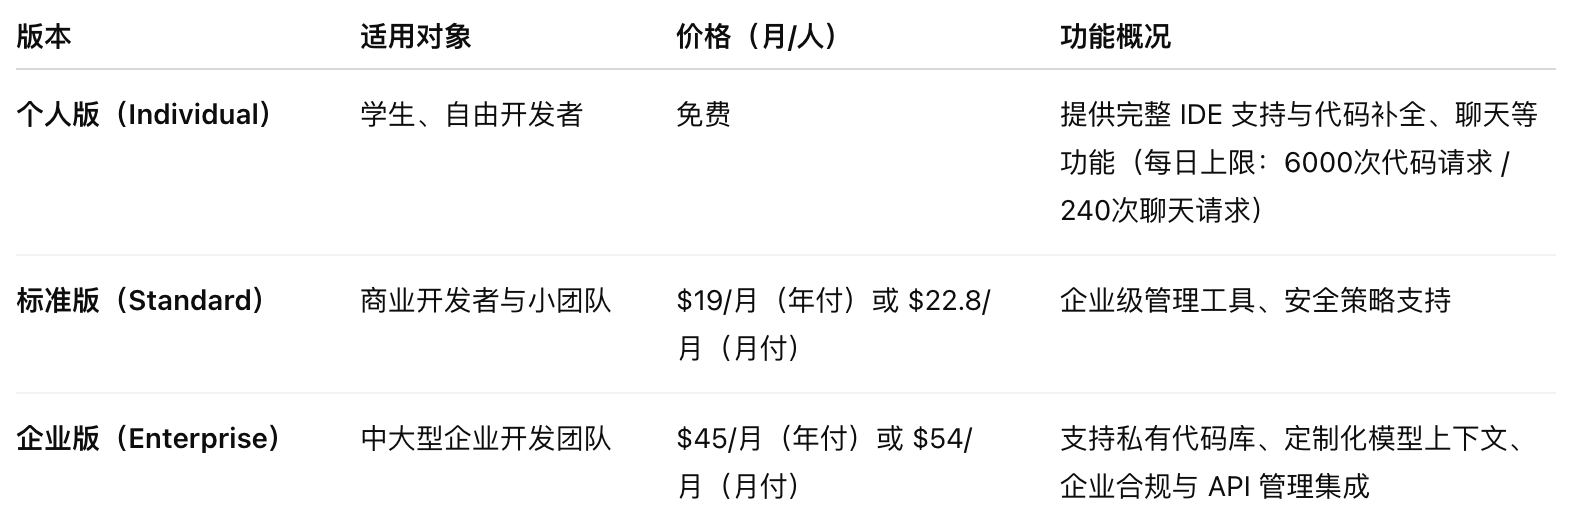 版本 适用对象 价格（月/人） 功能概况
个人版（Individual） 学生、自由开发者 免费 提供完整 IDE 支持与代码补全、聊天等
功能（每日上限：6000次代码请求 /
240次聊天请求）
标准版（Standard） 商业开发者与小团队 $19/月（年付）或 $22.8/ 企业级管理工具、安全策略支持
月（月付）
企业版（Enterprise） 中大型企业开发团队 $45/月（年付）或 $54/ 支持私有代码库、定制化模型上下文、
月（月付） 企业合规与 API 管理集成